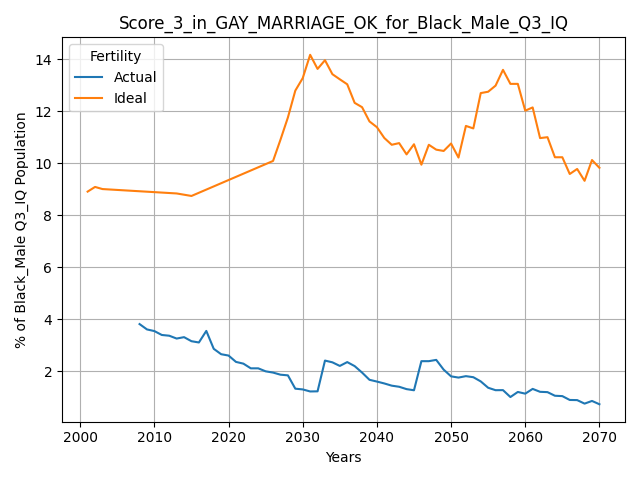 Score_3_in_GAY_MARRIAGE_OK_for_Black_Male_Q3_IQ
Fertility
Actual
Ideal
% of Black_Male Q3_IQ Population
14
12
10
8
6
4
2
2000 2010 2020 2030 2040 2050 2060 2070
Years